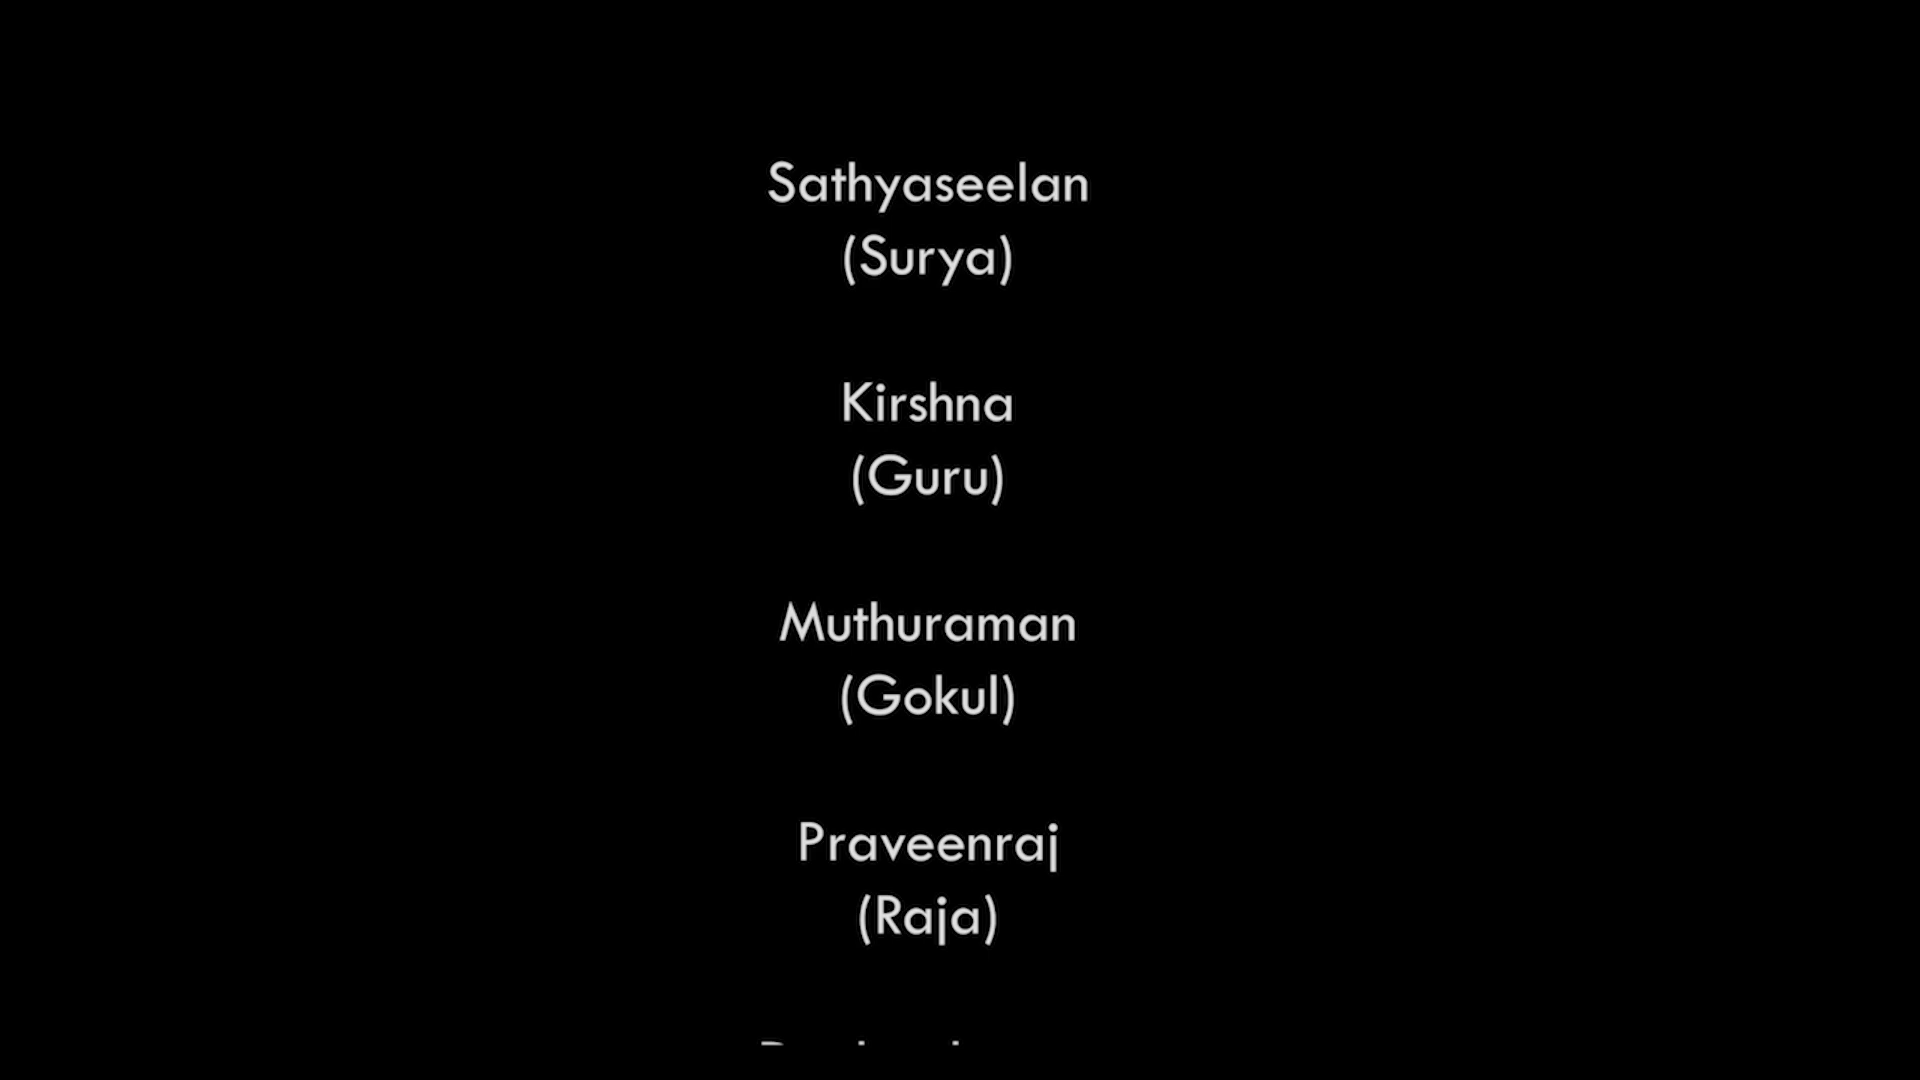 Sathyaseelan
(Surya)
Kirshna
(Guru)
Muthuraman
(Gokul)
Praveenraj
(Raja)